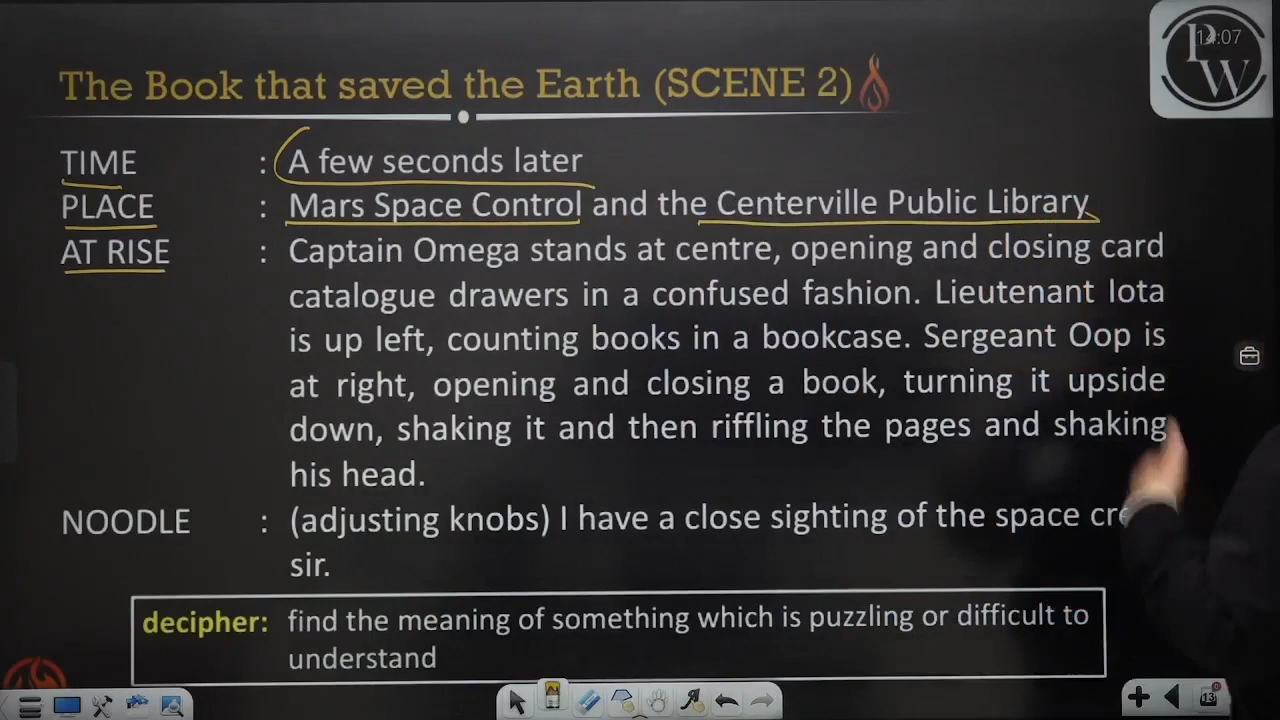 The Book that saved the Earth (SCENE 2)
14:07
PW
TIME : A few seconds later
PLACE : Mars Space Control and the Centerville Public Library
AT RISE : Captain Omega stands at centre, opening and closing card
catalogue drawers in a confused fashion. Lieutenant Iota
is up left, counting books in a bookcase. Sergeant Oop is
at right, opening and closing a book, turning it upside
down, shaking it and then riffling the pages and shaking
his head.
NOODLE : (adjusting knobs) I have a close sighting of the space
sir.
decipher: find the meaning of something which is puzzling or difficult to
understand
13